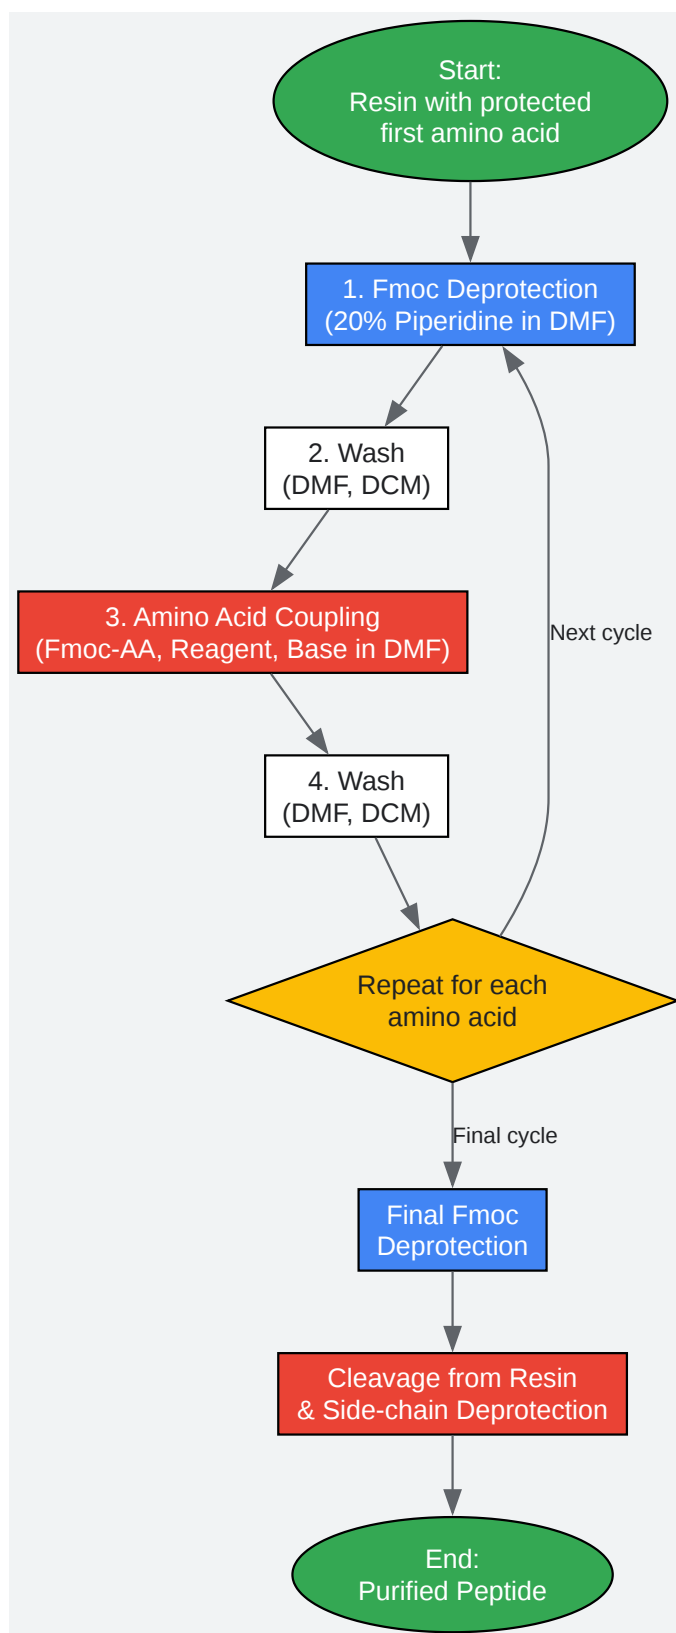 Start:
Resin with protected
first amino acid
1. Fmoc Deprotection
(20% Piperidine in DMF)
2. Wash
(DMF, DCM)
3. Amino Acid Coupling
(Fmoc-AA, Reagent, Base in DMF)
Next cycle
4. Wash
(DMF, DCM)
Repeat for each
amino acid
Final cycle
Final Fmoc
Deprotection
Cleavage from Resin
& Side-chain Deprotection
End:
Purified Peptide